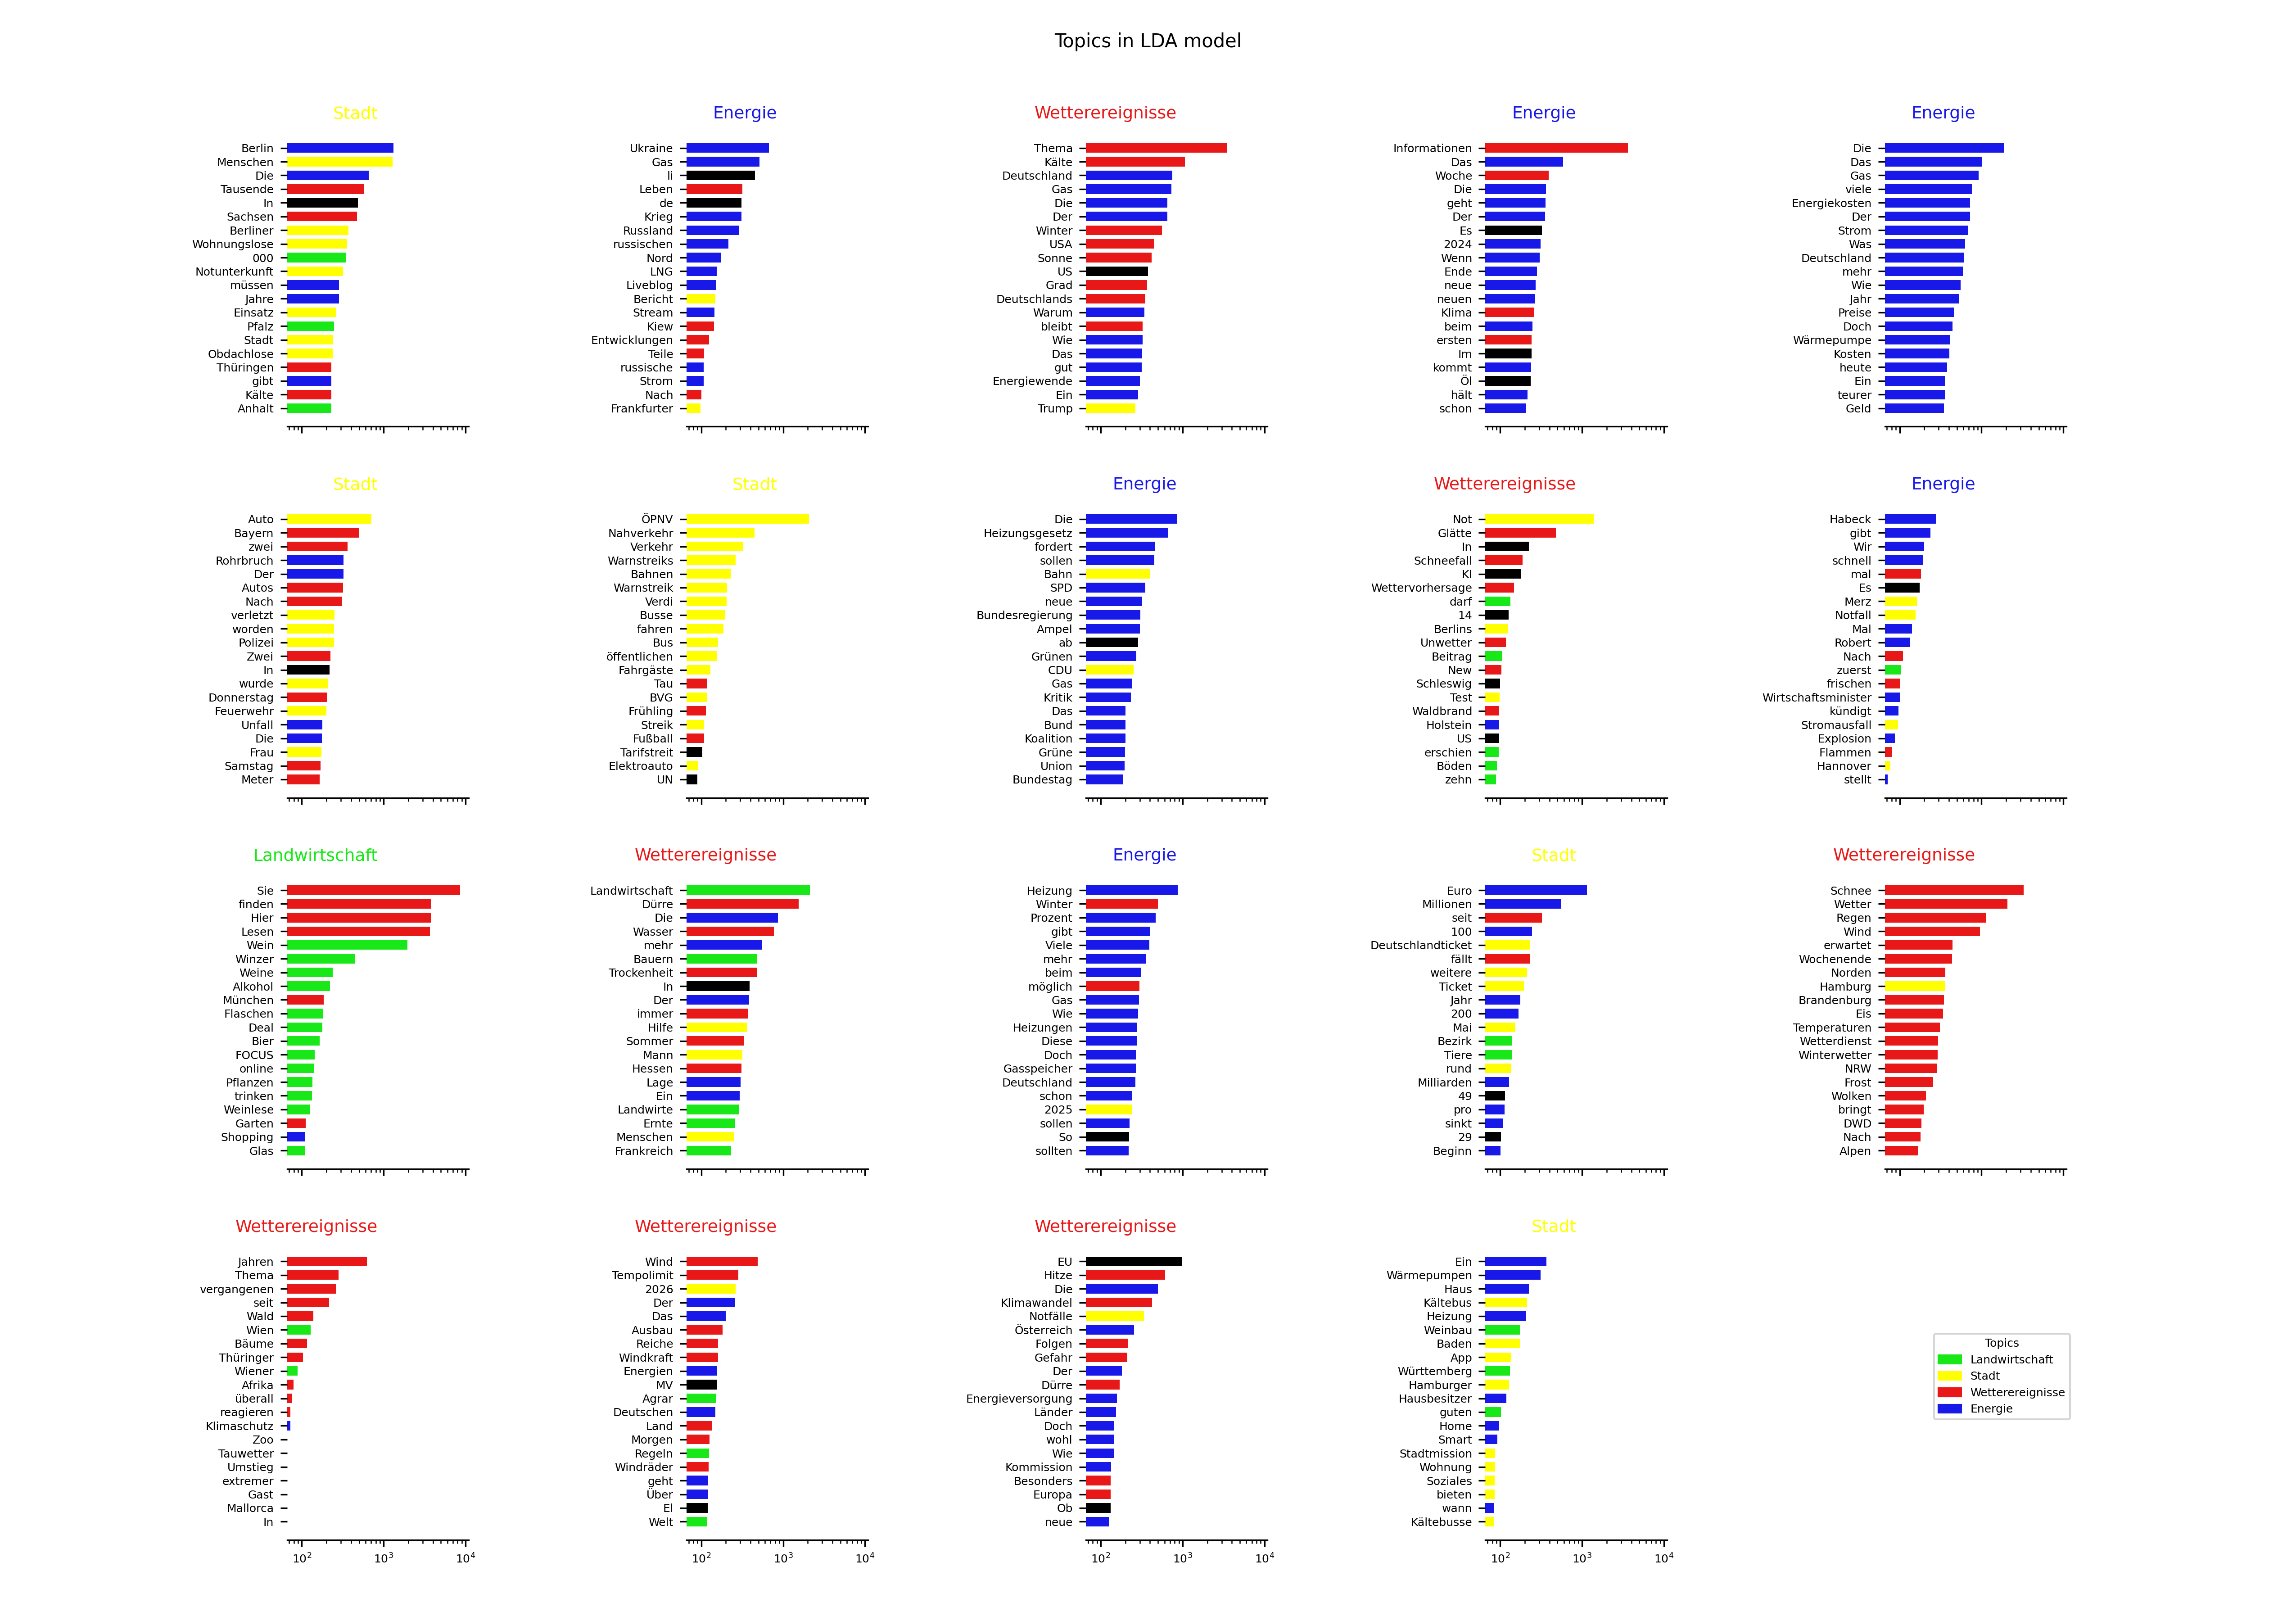 Topics in LDA model
Stadt
Berlin
Menschen
Die
Tausende
In
Sachsen
Berliner
Wohnungslose
000
Notunterkunft
müssen
Jahre
Einsatz
Pfalz
Stadt
Obdachlose
Thüringen
gibt
Kälte
Anhalt
Energie
Ukraine
Gas
li
Leben
de
Krieg
Russland
russischen
Nord
LNG
Liveblog
Bericht
Stream
Kiew
Entwicklungen
Teile
russische
Strom
Nach
Frankfurter
Wetterereignisse
Thema
Kälte
Deutschland
Gas
Die
Der
Winter
USA
Sonne
US
Grad
Deutschlands
Warum
bleibt
Wie
Das
gut
Energiewende
Ein
Trump
Energie
Informationen
Das
Woche
Die
geht
Der
Es
2024
Wenn
Ende
neue
neuen
Klima
beim
ersten
Im
kommt
Öl
hält
schon
Energie
Die
Das
Gas
viele
Energiekosten
Der
Strom
Was
Deutschland
mehr
Wie
Jahr
Preise
Doch
Wärmepumpe
Kosten
heute
Ein
teurer
Geld
Stadt
Auto
Bayern
zwei
Rohrbruch
Der
Autos
Nach
verletzt
worden
Polizei
Zwei
In
wurde
Donnerstag
Feuerwehr
Unfall
Die
Frau
Samstag
Meter
Stadt
ÖPNV
Nahverkehr
Verkehr
Warnstreiks
Bahnen
Warnstreik
Verdi
Busse
fahren
Bus
öffentlichen
Fahrgäste
Tau
BVG
Frühling
Streik
Fußball
Tarifstreit
Elektroauto
UN
Energie
Die
Heizungsgesetz
fordert
sollen
Bahn
SPD
neue
Bundesregierung
Ampel
ab
Grünen
CDU
Gas
Kritik
Das
Bund
Koalition
Grüne
Union
Bundestag
Wetterereignisse
Not
Glätte
In
Schneefall
KI
Wettervorhersage
darf
14
Berlins
Unwetter
Beitrag
New
Schleswig
Test
Waldbrand
Holstein
US
erschien
Böden
zehn
Energie
Habeck
gibt
Wir
schnell
mal
Es
Merz
Notfall
Mal
Robert
Nach
zuerst
frischen
Wirtschaftsminister
kündigt
Stromausfall
Explosion
Flammen
Hannover
stellt
Landwirtschaft
Sie
finden
Hier
Lesen
Wein
Winzer
Weine
Alkohol
München
Flaschen
Deal
Bier
FOCUS
online
Pflanzen
trinken
Weinlese
Garten
Shopping
Glas
Wetterereignisse
Landwirtschaft
Dürre
Die
Wasser
mehr
Bauern
Trockenheit
In
Der
immer
Hilfe
Sommer
Mann
Hessen
Lage
Ein
Landwirte
Ernte
Menschen
Frankreich
Energie
Heizung
Winter
Prozent
gibt
Viele
mehr
beim
möglich
Gas
Wie
Heizungen
Diese
Doch
Gasspeicher
Deutschland
schon
2025
sollen
So
sollten
Stadt
Euro
Millionen
seit
100
Deutschlandticket
fällt
weitere
Ticket
Jahr
200
Mai
Bezirk
Tiere
rund
Milliarden
49
pro
sinkt
29
Beginn
Wetterereignisse
Schnee
Wetter
Regen
Wind
erwartet
Wochenende
Norden
Hamburg
Brandenburg
Eis
Temperaturen
Wetterdienst
Winterwetter
NRW
Frost
Wolken
bringt
DWD
Nach
Alpen
Wetterereignisse
Jahren
Thema
vergangenen
seit
Wald
Wien
Bäume
Thüringer
Wiener
Afrika
überall
reagieren
Klimaschutz
Zoo
Tauwetter
Umstieg
extremer
Gast
Mallorca
In
10² 10³ 10⁴
Wetterereignisse
Wind
Tempolimit
2026
Der
Das
Ausbau
Reiche
Windkraft
Energien
MV
Agrar
Deutschen
Land
Morgen
Regeln
Windräder
geht
Über
El
Welt
10² 10³ 10⁴
Wetterereignisse
EU
Hitze
Die
Klimawandel
Notfälle
Österreich
Folgen
Gefahr
Der
Dürre
Energieversorgung
Länder
Doch
wohl
Wie
Kommission
Besonders
Europa
Ob
neue
10² 10³ 10⁴
Stadt
Ein
Wärmepumpen
Haus
Kältebus
Heizung
Weinbau
Baden
App
Württemberg
Hamburger
Hausbesitzer
guten
Home
Smart
Stadtmission
Wohnung
Soziales
bieten
wann
Kältebusse
10² 10³ 10⁴
Topics
Landwirtschaft
Stadt
Wetterereignisse
Energie